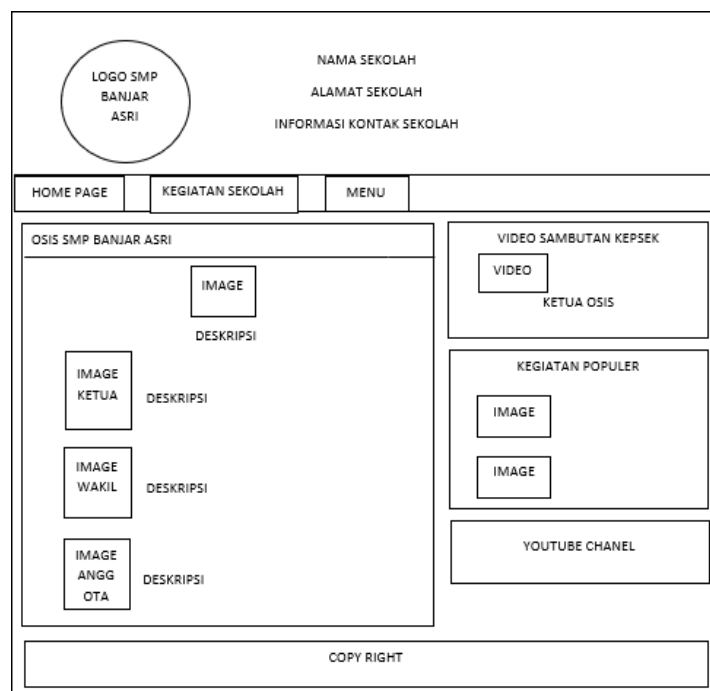 LOGO SMP
BANJAR
ASRI
NAMA SEKOLAH
ALAMAT SEKOLAH
INFORMASI KONTAK SEKOLAH
HOME PAGE
KEGIATAN SEKOLAH
MENU
OSIS SMP BANJAR ASRI
IMAGE
DESKRIPSI
IMAGE
KETUA
DESKRIPSI
IMAGE
WAKIL
DESKRIPSI
IMAGE
ANGG
OTA
DESKRIPSI
VIDEO SAMBUTAN KEPSEK
VIDEO
KETUA OSIS
KEGIATAN POPULER
IMAGE
IMAGE
YOUTUBE CHANEL
COPY RIGHT